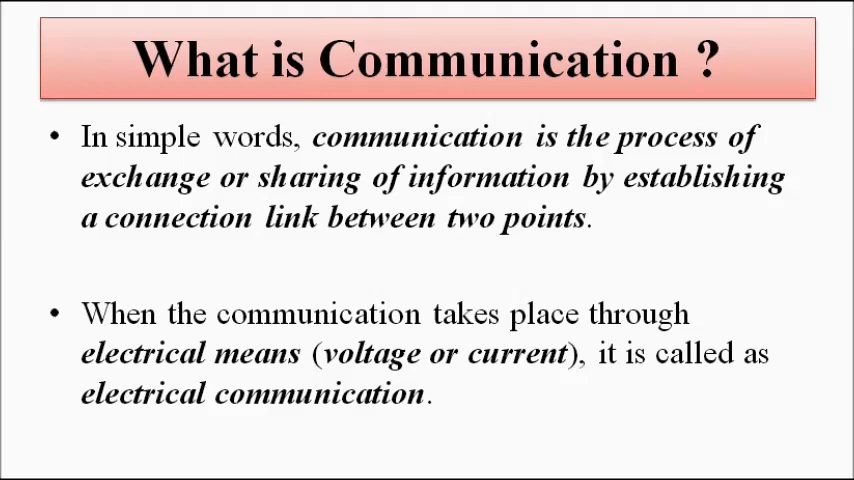 What is Communication ?
• In simple words, communication is the process of
exchange or sharing of information by establishing
a connection link between two points.
• When the communication takes place through
electrical means (voltage or current), it is called as
electrical communication.